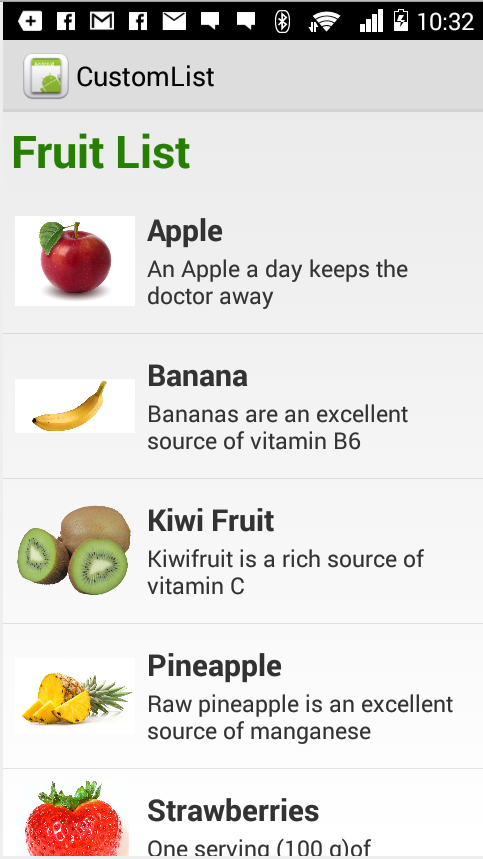 10:32
CustomList
Fruit List
Apple
An Apple a day keeps the
doctor away
Banana
Bananas are an excellent
source of vitamin B6
Kiwi Fruit
Kiwifruit is a rich source of
vitamin C
Pineapple
Raw pineapple is an excellent
source of manganese
Strawberries
One serving (100 g)of